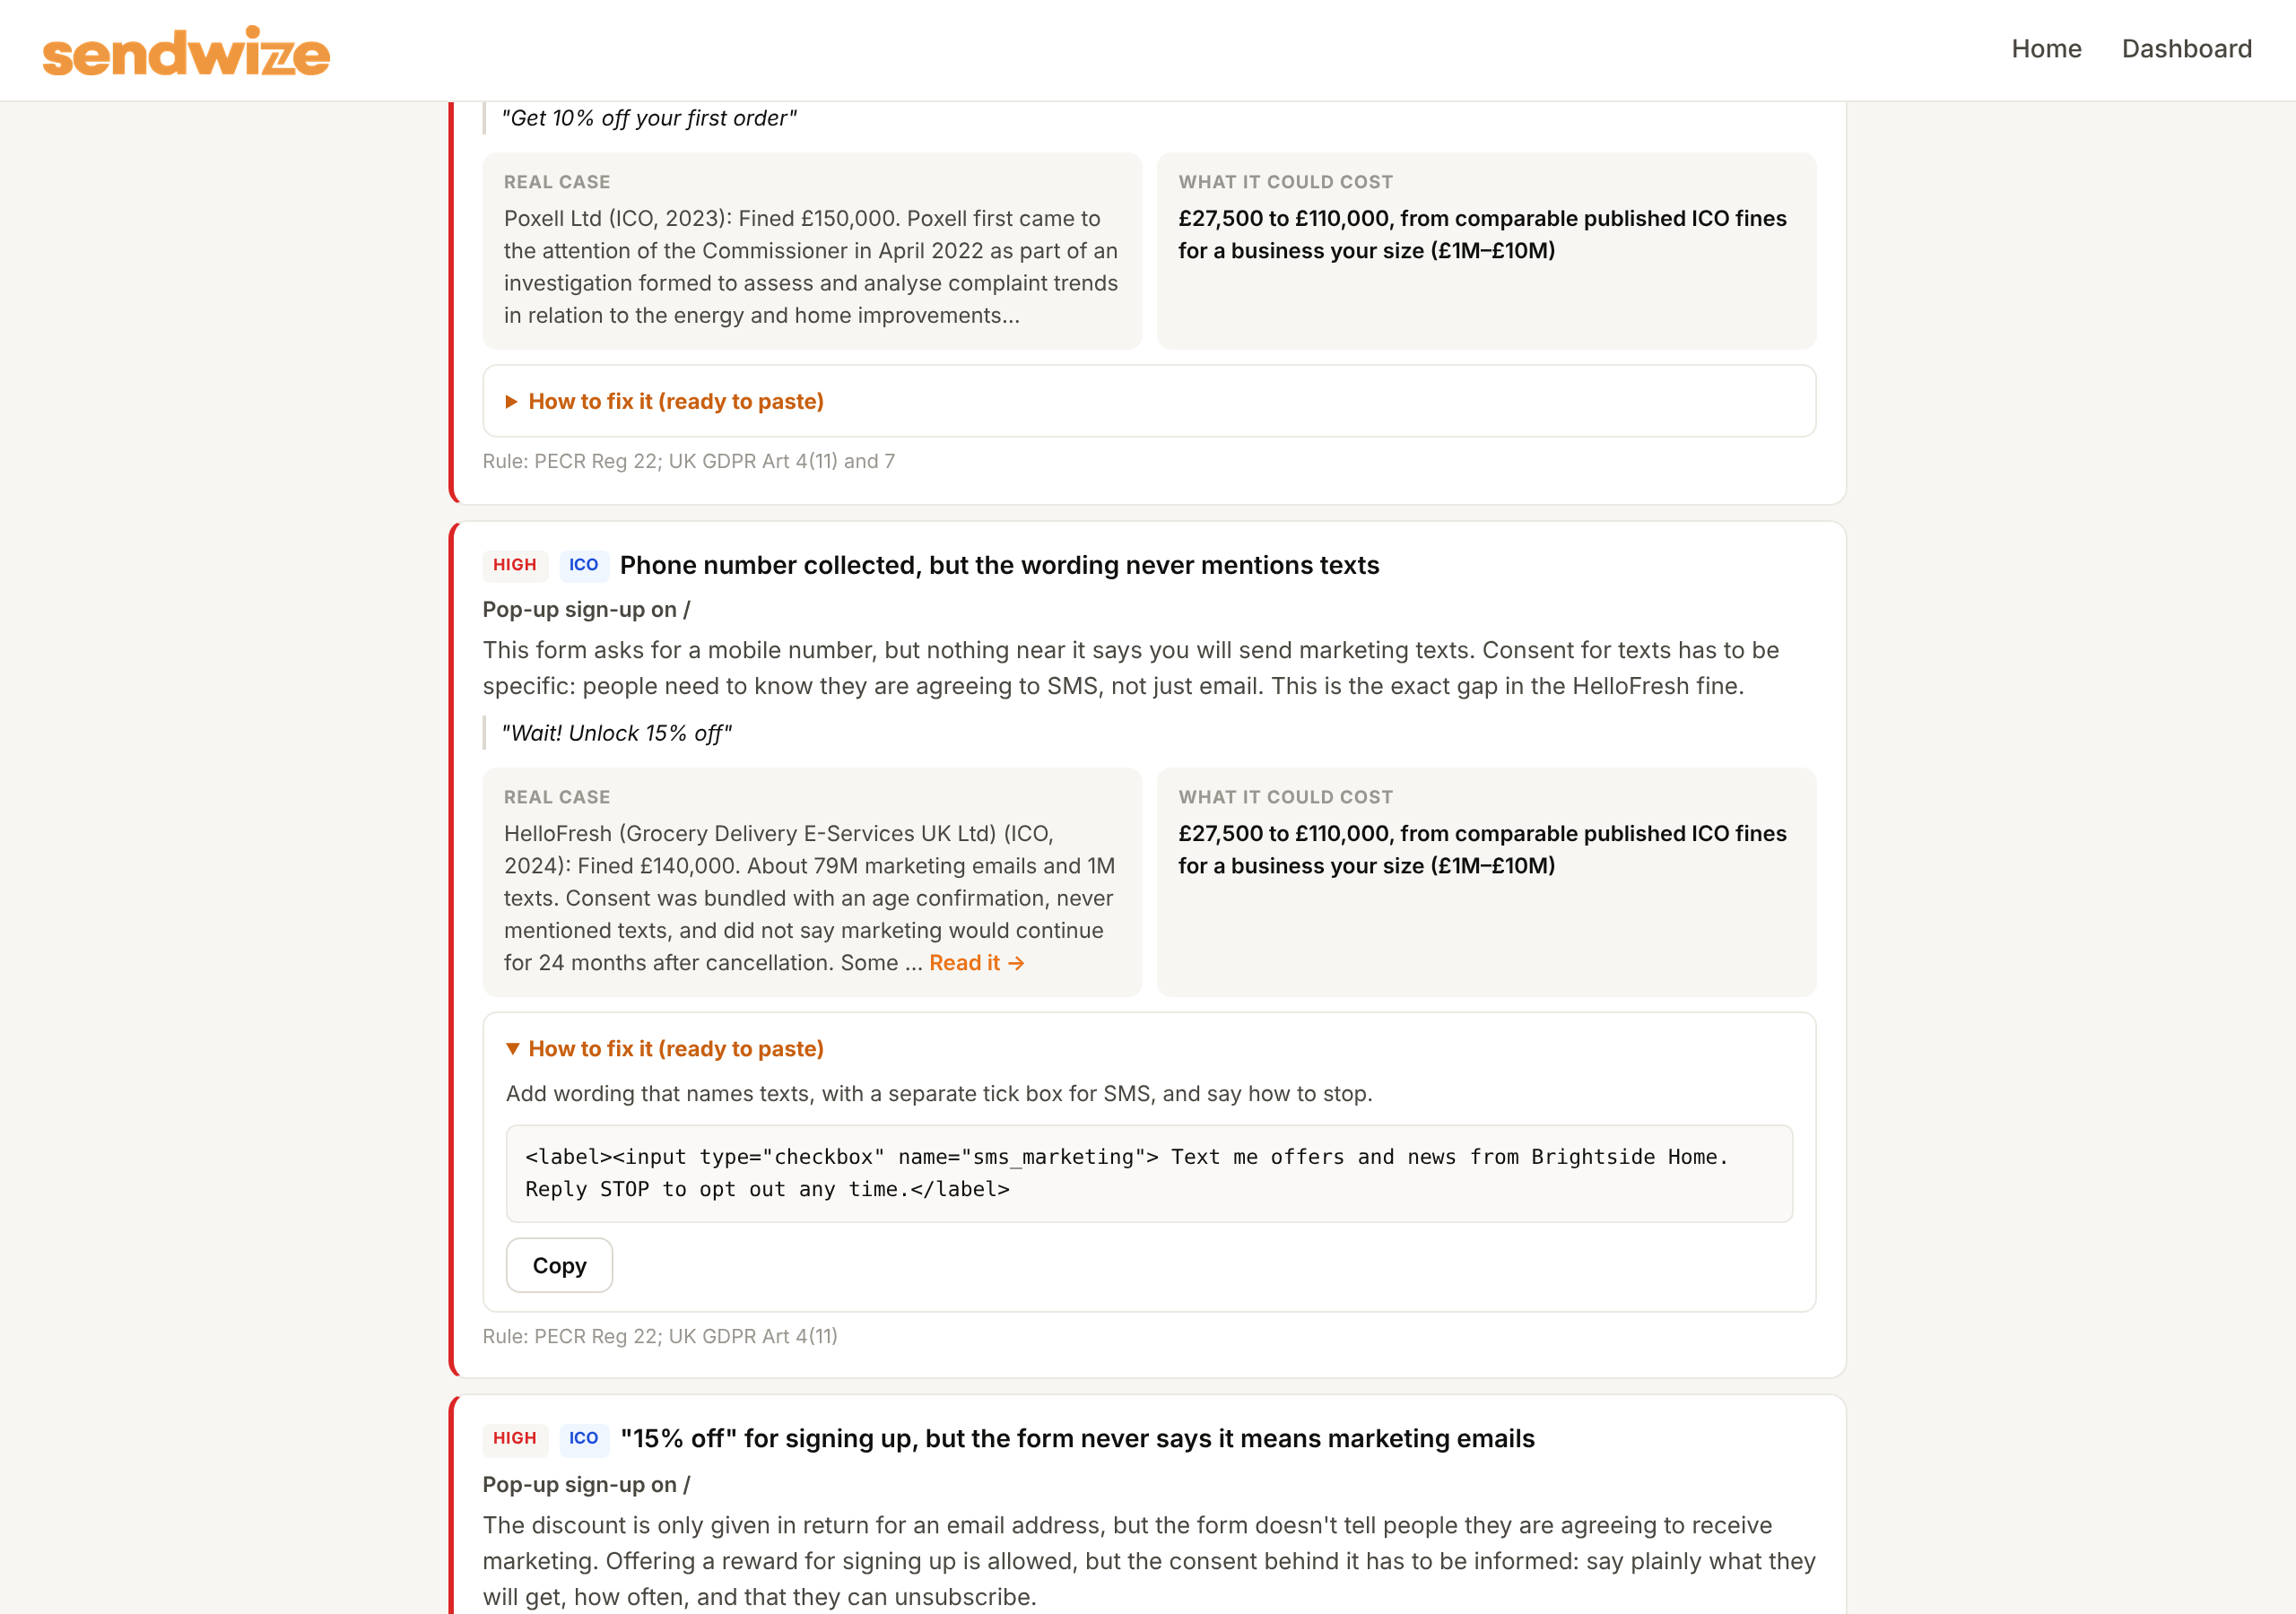 sendwize
Home
Dashboard
"Get 10% off your first order"
REAL CASE
Poxell Ltd (ICO, 2023): Fined £150,000. Poxell first came to
the attention of the Commissioner in April 2022 as part of an
investigation formed to assess and analyse complaint trends
in relation to the energy and home improvements...
WHAT IT COULD COST
£27,500 to £110,000, from comparable published ICO fines
for a business your size (£1M–£10M)
▶ How to fix it (ready to paste)
Rule: PECR Reg 22; UK GDPR Art 4(11) and 7
HIGH ICO Phone number collected, but the wording never mentions texts
Pop-up sign-up on /
This form asks for a mobile number, but nothing near it says you will send marketing texts. Consent for texts has to be
specific: people need to know they are agreeing to SMS, not just email. This is the exact gap in the HelloFresh fine.
"Wait! Unlock 15% off"
REAL CASE
HelloFresh (Grocery Delivery E-Services UK Ltd) (ICO,
2024): Fined £140,000. About 79M marketing emails and 1M
texts. Consent was bundled with an age confirmation, never
mentioned texts, and did not say marketing would continue
for 24 months after cancellation. Some ... Read it →
WHAT IT COULD COST
£27,500 to £110,000, from comparable published ICO fines
for a business your size (£1M–£10M)
▼ How to fix it (ready to paste)
Add wording that names texts, with a separate tick box for SMS, and say how to stop.
<label><input type="checkbox" name="sms_marketing"> Text me offers and news from Brightside Home.
Reply STOP to opt out any time.</label>
Copy
Rule: PECR Reg 22; UK GDPR Art 4(11)
HIGH ICO "15% off" for signing up, but the form never says it means marketing emails
Pop-up sign-up on /
The discount is only given in return for an email address, but the form doesn't tell people they are agreeing to receive
marketing. Offering a reward for signing up is allowed, but the consent behind it has to be informed: say plainly what they
will get, how often, and that they can unsubscribe.